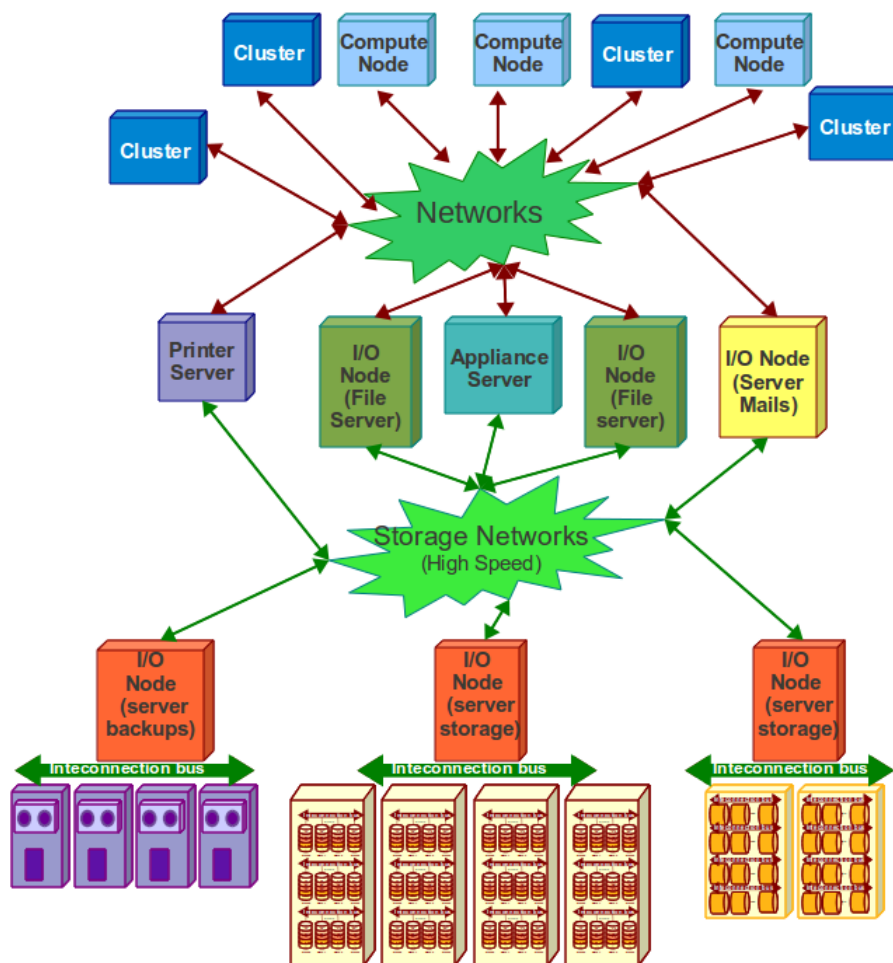 Cluster
Compute
Node
Compute
Node
Cluster
Compute
Node
Cluster
Cluster
Networks
Printer
Server
I/O
Node
(File
Server)
Appliance
Server
I/O
Node
(File
server)
I/O Node
(Server
Mails)
Storage Networks
(High Speed)
I/O
Node
(server
backups)
I/O
Node
(server
storage)
I/O
Node
(server
storage)
Inteconnection bus
Inteconnection bus
Inteconnection bus